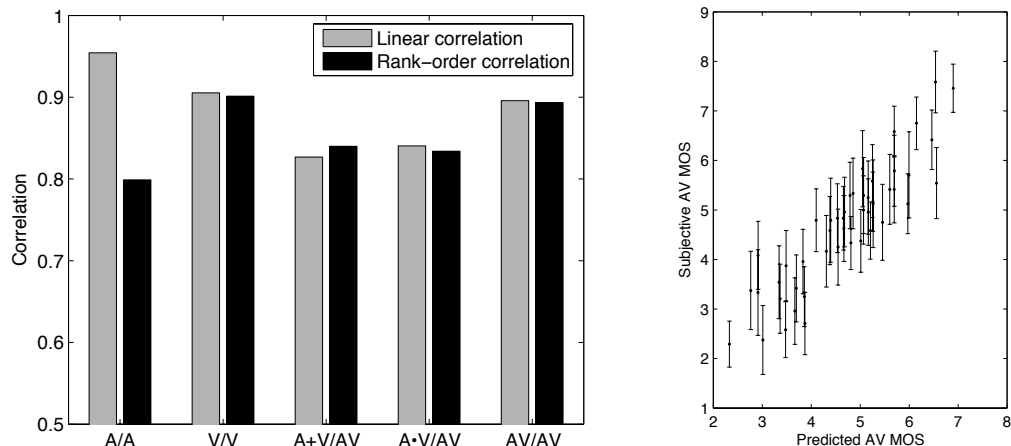 1
0.9
0.8
0.7
0.6
0.5
Correlation
Linear correlation
Rank−order correlation
A/A V/V A+V/AV A•V/AV AV/AV
9
8
7
6
5
4
3
2
1
Subjective AV MOS
2 3 4 5 6 7 8
Predicted AV MOS